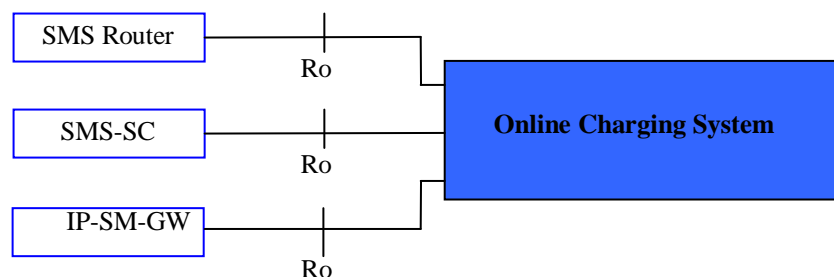 SMS Router
Ro
SMS-SC
Online Charging System
Ro
IP-SM-GW
Ro